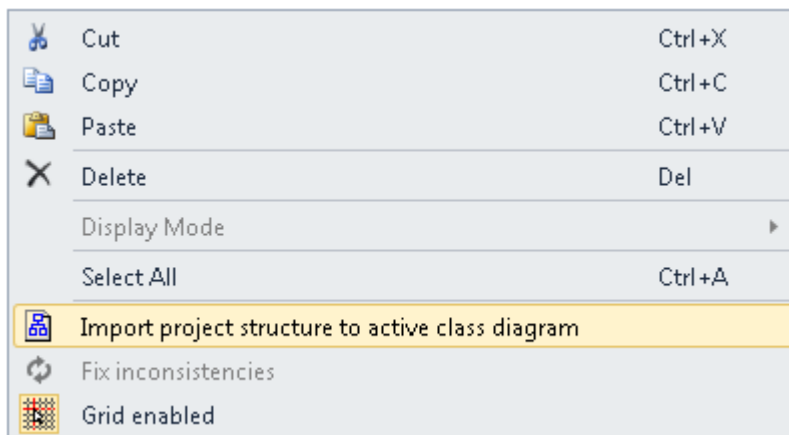 Cut Ctrl+X
Copy Ctrl+C
Paste Ctrl+V
Delete Del
Display Mode
Select All Ctrl+A
Import project structure to active class diagram
Fix inconsistencies
Grid enabled